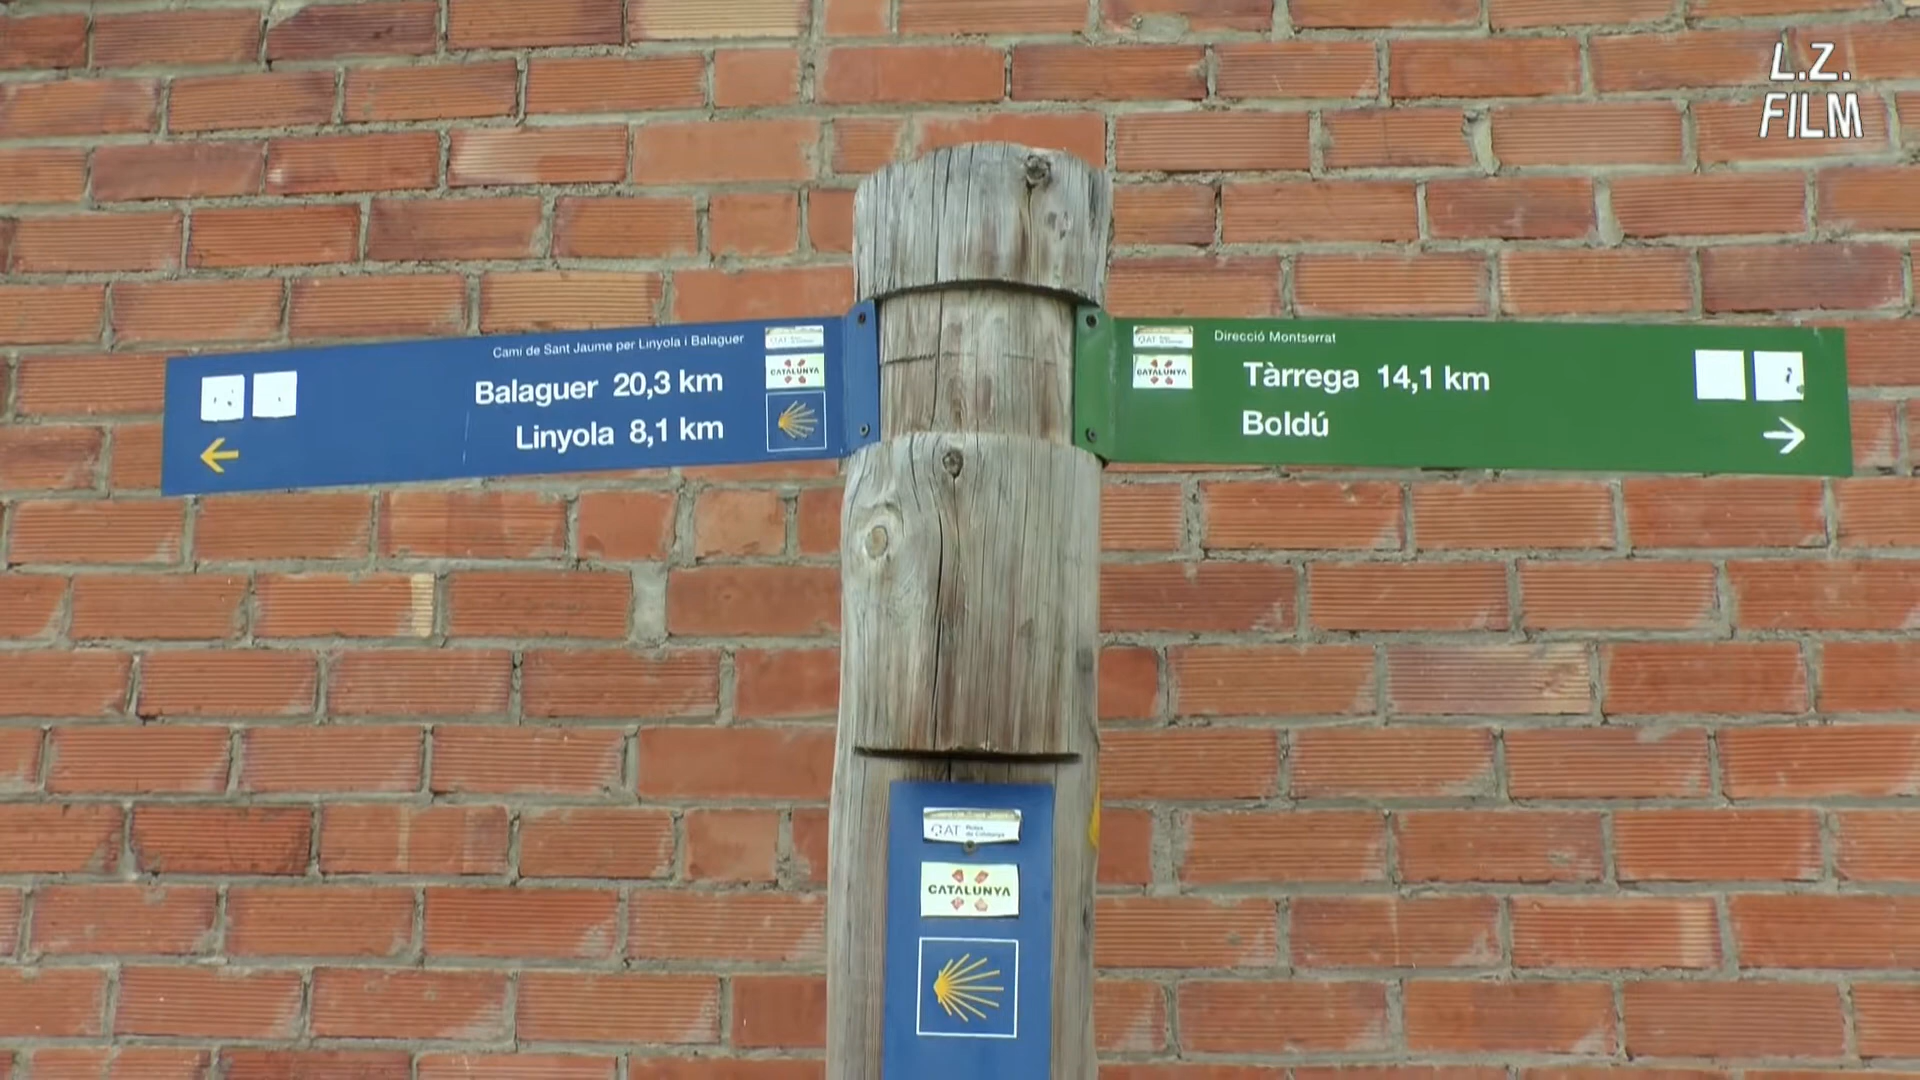 L.Z.
FILM
Camí de Sant Jaume per Linyola i Balaguer
Balaguer 20,3 km
Linyola 8,1 km
CATALUNYA
Direcció Montserrat
Tàrrega 14,1 km
Boldú
CATALUNYA
AT
CATALUNYA